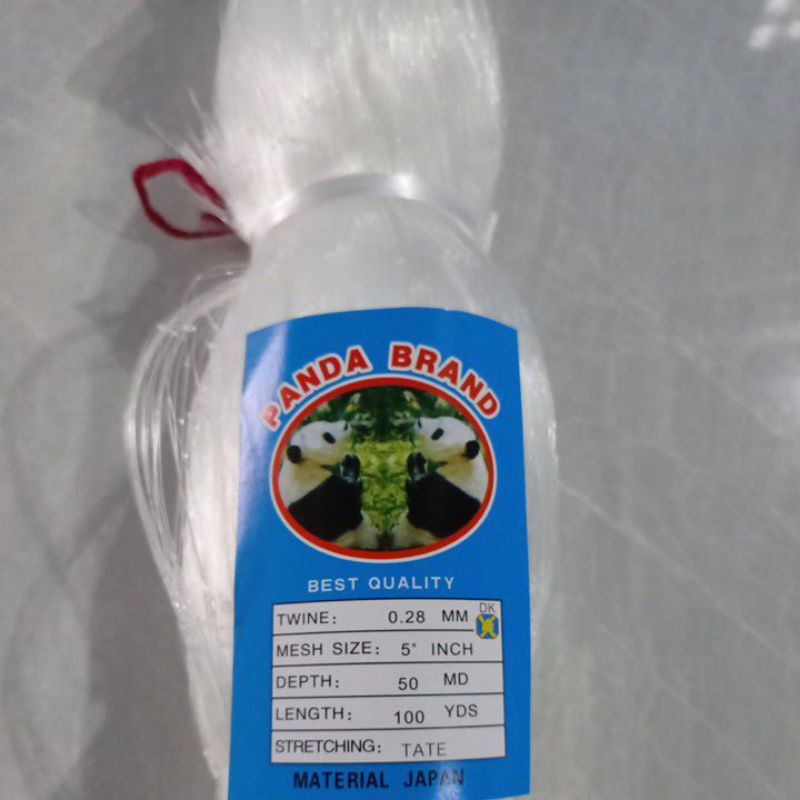 PANDA BRAND
BEST QUALITY
TWINE: 0.28 MM DK
MESH SIZE: 5" INCH
DEPTH: 50 MD
LENGTH: 100 YDS
STRETCHING: TATE
MATERIAL JAPAN